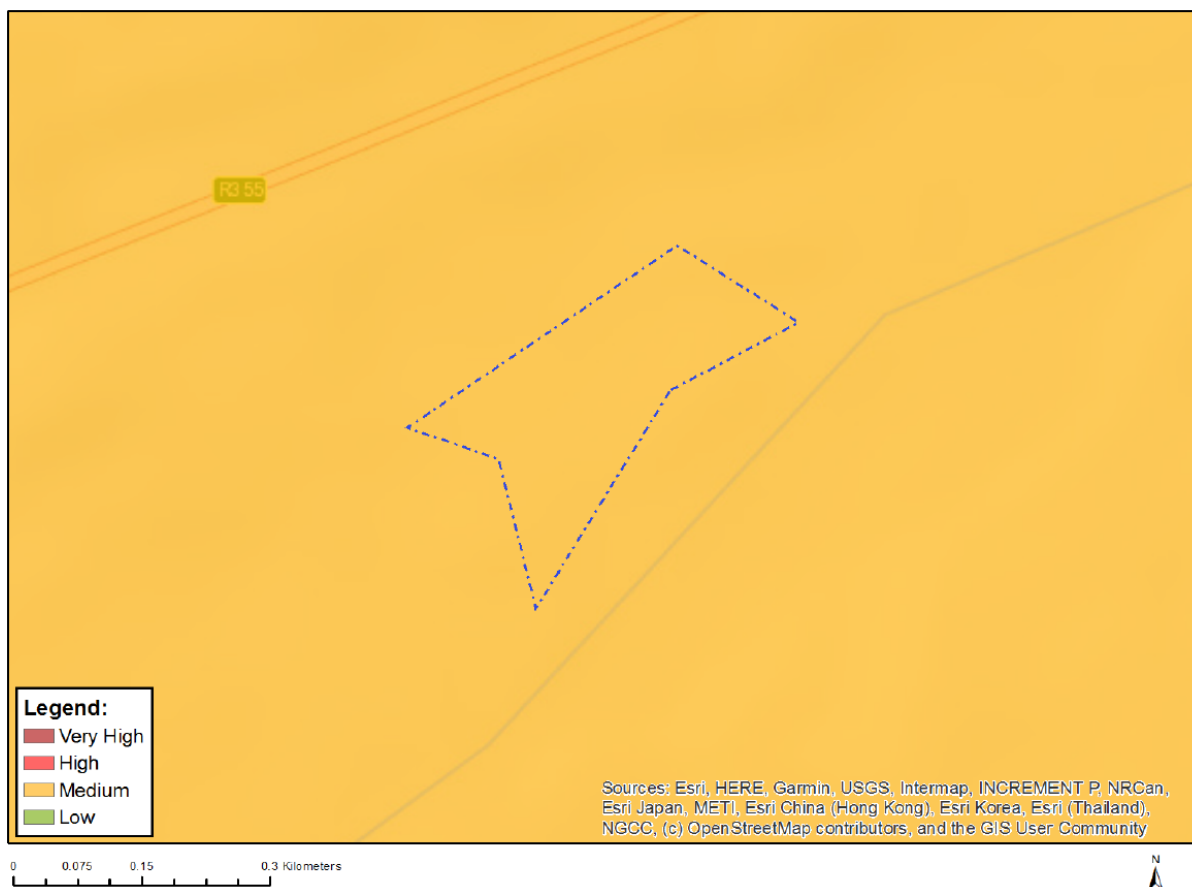 R3 55
Legend:
Very High
High
Medium
Low
Sources: Esri, HERE, Garmin, USGS, Intermap, INCREMENT P, NRCan,
Esri Japan, METI, Esri China (Hong Kong), Esri Korea, Esri (Thailand),
NGCC, (c) OpenStreetMap contributors, and the GIS User Community
0 0.075 0.15 0.3 Kilometers
N